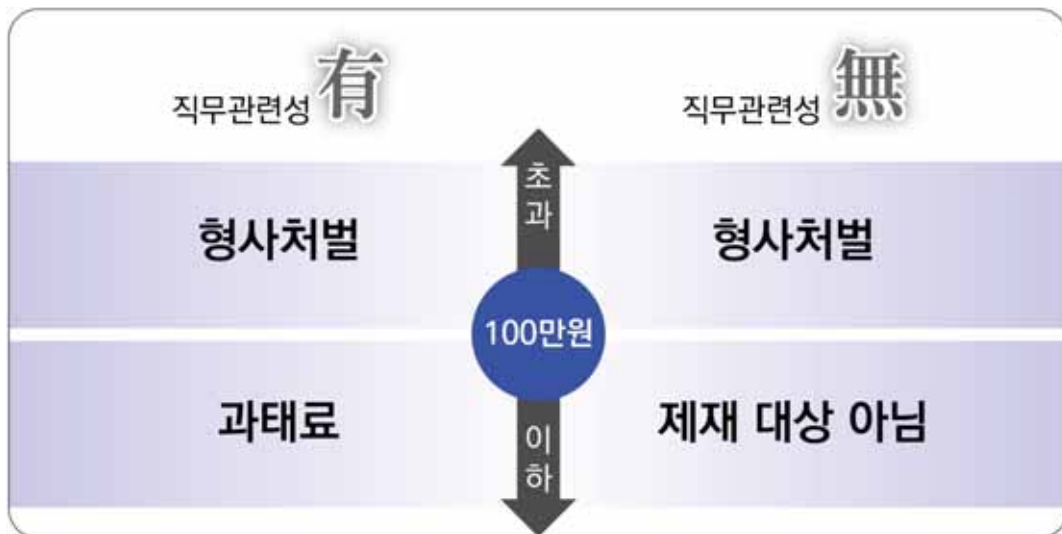 직무관련성 有
직무관련성 無
초과
형사처벌
형사처벌
100만원
과태료
제재 대상 아님
이하